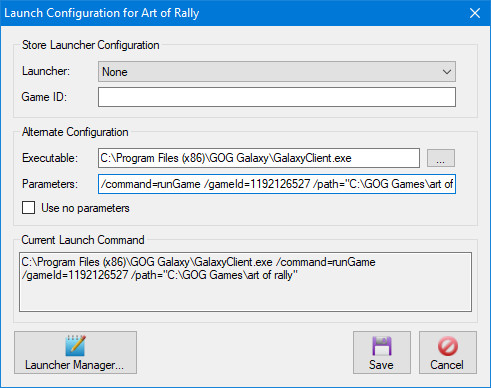 Launch Configuration for Art of Rally
Store Launcher Configuration
Launcher: None
Game ID:
Alternate Configuration
Executable: C:\Program Files (x86)\GOG Galaxy\GalaxyClient.exe ...
Parameters: /command=runGame /gameId=1192126527 /path="C:\GOG Games\art of
Use no parameters
Current Launch Command
C:\Program Files (x86)\GOG Galaxy\GalaxyClient.exe /command=runGame
/gameId=1192126527 /path="C:\GOG Games\art of rally"
Launcher Manager... Save Cancel